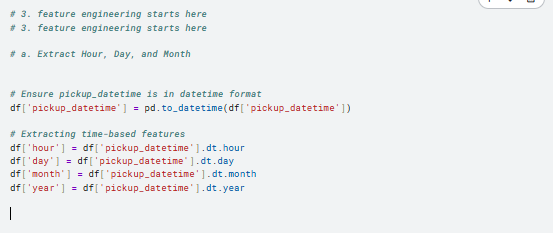 # 3. feature engineering starts here
# 3. feature engineering starts here
# a. Extract Hour, Day, and Month
# Ensure pickup_datetime is in datetime format
df['pickup_datetime'] = pd.to_datetime(df['pickup_datetime'])
# Extracting time-based features
df['hour'] = df['pickup_datetime'].dt.hour
df['day'] = df['pickup_datetime'].dt.day
df['month'] = df['pickup_datetime'].dt.month
df['year'] = df['pickup_datetime'].dt.year